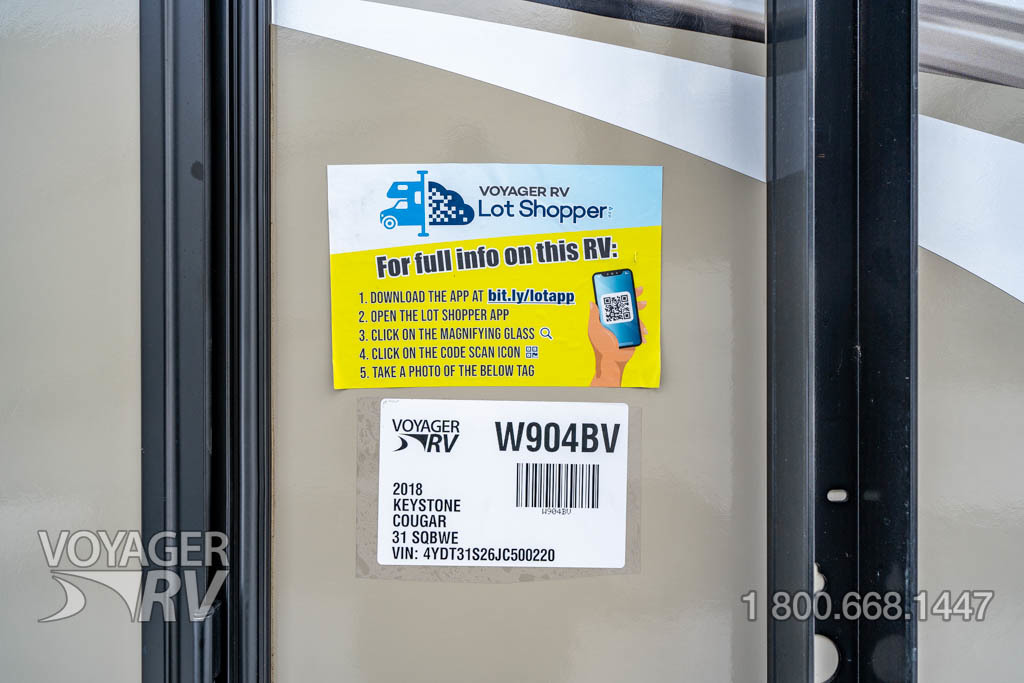 VOYAGER RV
Lot Shopper
For full info on this RV:
1. DOWNLOAD THE APP AT bit.ly/lotapp
2. OPEN THE LOT SHOPPER APP
3. CLICK ON THE MAGNIFYING GLASS
4. CLICK ON THE CODE SCAN ICON
5. TAKE A PHOTO OF THE BELOW TAG
VOYAGER
RV
W904BV
W904BV
2018
KEYSTONE
COUGAR
31 SQBWE
VIN: 4YDT31S26JC500220
VOYAGER
RV
1 800.668.1447